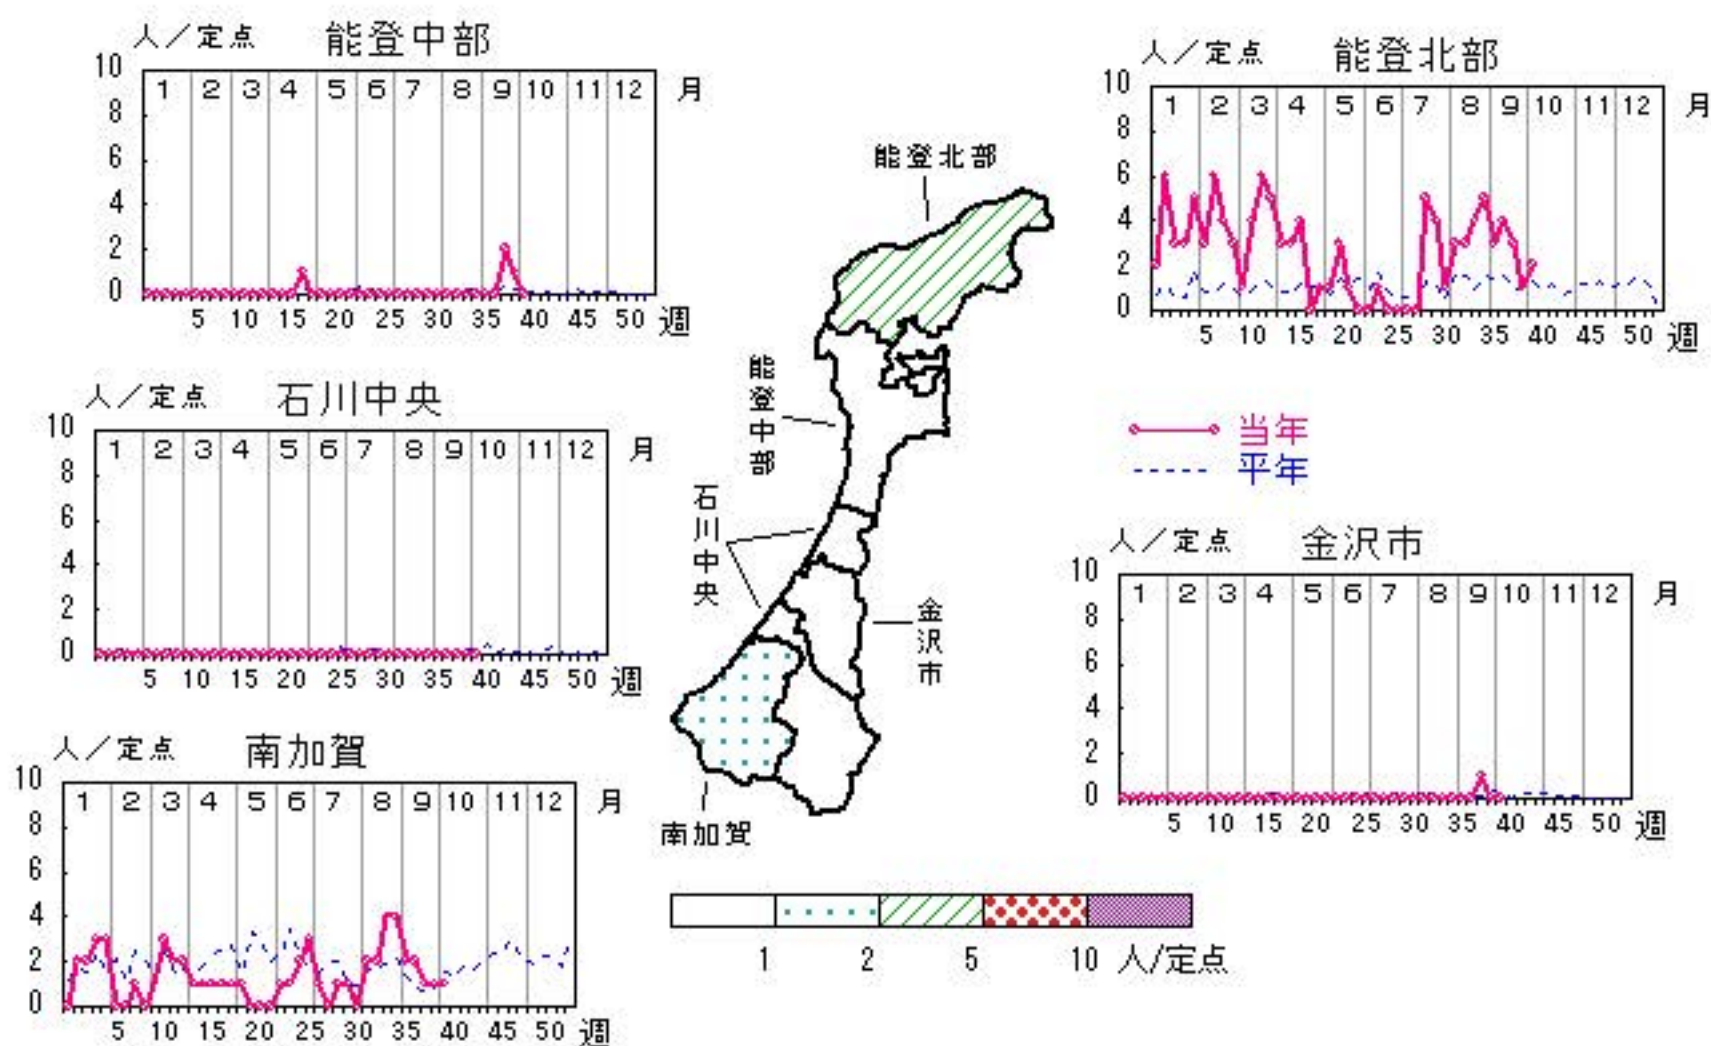 人／定点 能登中部
10 8 6 4 2 0
1 2 3 4 5 6 7 8 9 10 11 12 月
5 10 15 20 25 30 35 40 45 50 週
人／定点 能登北部
10 8 6 4 2 0
1 2 3 4 5 6 7 8 9 10 11 12 月
5 10 15 20 25 30 35 40 45 50 週
能登北部
能登中部
石川中央
金沢市
南加賀
人／定点 石川中央
10 8 6 4 2 0
1 2 3 4 5 6 7 8 9 10 11 12 月
5 10 15 20 25 30 35 40 45 50 週
当年
平年
人／定点 金沢市
10 8 6 4 2 0
1 2 3 4 5 6 7 8 9 10 11 12 月
5 10 15 20 25 30 35 40 45 50 週
人／定点 南加賀
10 8 6 4 2 0
1 2 3 4 5 6 7 8 9 10 11 12 月
5 10 15 20 25 30 35 40 45 50 週
1 2 5 10 人/定点